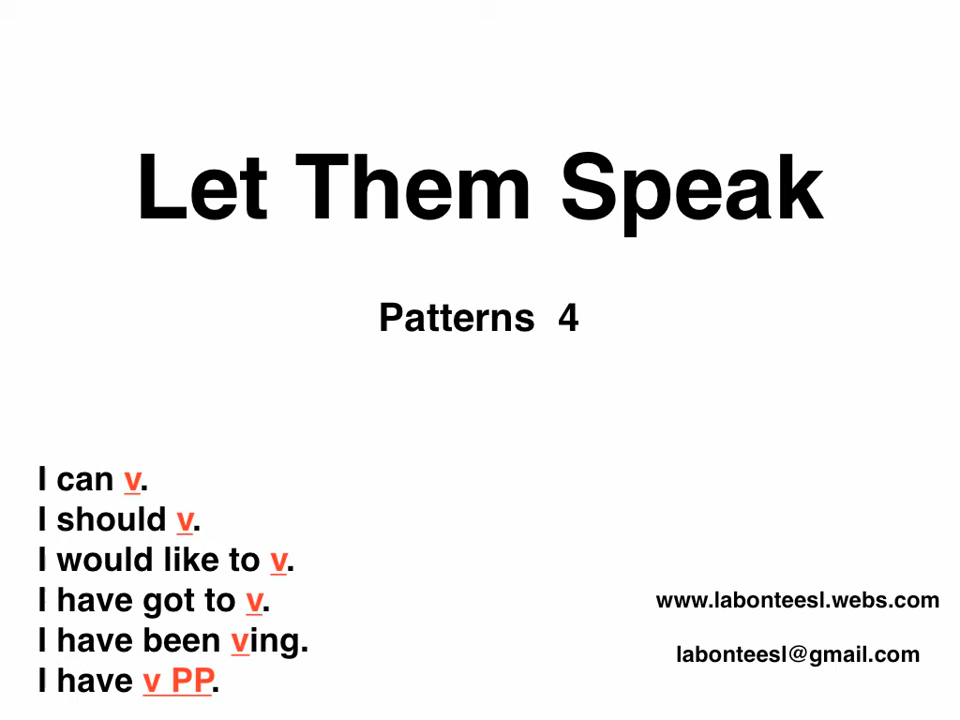 Let Them Speak
Patterns 4
I can v.
I should v.
I would like to v.
I have got to v.
I have been ving.
I have v PP.
www.labonteesl.webs.com
labonteesl@gmail.com